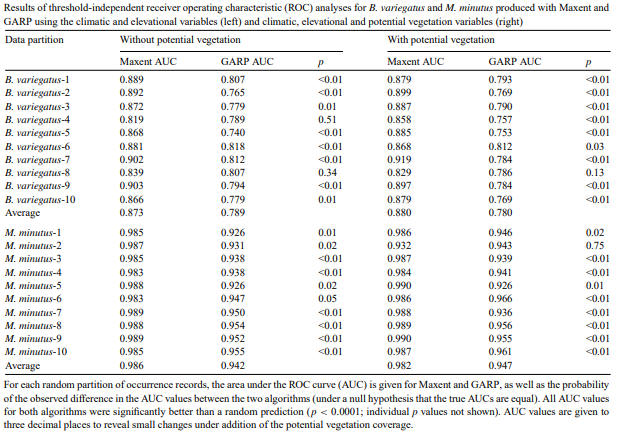 Results of threshold-independent receiver operating characteristic (ROC) analyses for B. variegatus and M. minutus produced with Maxent and
GARP using the climatic and elevational variables (left) and climatic, elevational and potential vegetation variables (right)
Data partition Without potential vegetation With potential vegetation
Maxent AUC GARP AUC p Maxent AUC GARP AUC p
B. variegatus-1 0.889 0.807 <0.01 0.879 0.793 <0.01
B. variegatus-2 0.892 0.765 <0.01 0.899 0.769 <0.01
B. variegatus-3 0.872 0.779 0.01 0.887 0.790 <0.01
B. variegatus-4 0.819 0.789 0.51 0.858 0.757 <0.01
B. variegatus-5 0.868 0.740 <0.01 0.885 0.753 <0.01
B. variegatus-6 0.881 0.818 <0.01 0.868 0.812 0.03
B. variegatus-7 0.902 0.812 <0.01 0.919 0.784 <0.01
B. variegatus-8 0.839 0.807 0.34 0.829 0.786 0.13
B. variegatus-9 0.903 0.794 <0.01 0.897 0.784 <0.01
B. variegatus-10 0.866 0.779 0.01 0.879 0.769 <0.01
Average 0.873 0.789 0.880 0.780
M. minutus-1 0.985 0.926 0.01 0.986 0.946 0.02
M. minutus-2 0.987 0.931 0.02 0.932 0.943 0.75
M. minutus-3 0.985 0.938 <0.01 0.987 0.939 <0.01
M. minutus-4 0.983 0.938 <0.01 0.984 0.941 <0.01
M. minutus-5 0.988 0.926 0.02 0.990 0.926 0.01
M. minutus-6 0.983 0.947 0.05 0.986 0.966 <0.01
M. minutus-7 0.989 0.950 <0.01 0.988 0.936 <0.01
M. minutus-8 0.988 0.954 <0.01 0.989 0.956 <0.01
M. minutus-9 0.989 0.952 <0.01 0.990 0.955 <0.01
M. minutus-10 0.985 0.955 <0.01 0.987 0.961 <0.01
Average 0.986 0.942 0.982 0.947
For each random partition of occurrence records, the area under the ROC curve (AUC) is given for Maxent and GARP, as well as the probability
of the observed difference in the AUC values between the two algorithms (under a null hypothesis that the true AUCs are equal). All AUC values
for both algorithms were significantly better than a random prediction (p < 0.0001; individual p values not shown). AUC values are given to
three decimal places to reveal small changes under addition of the potential vegetation coverage.